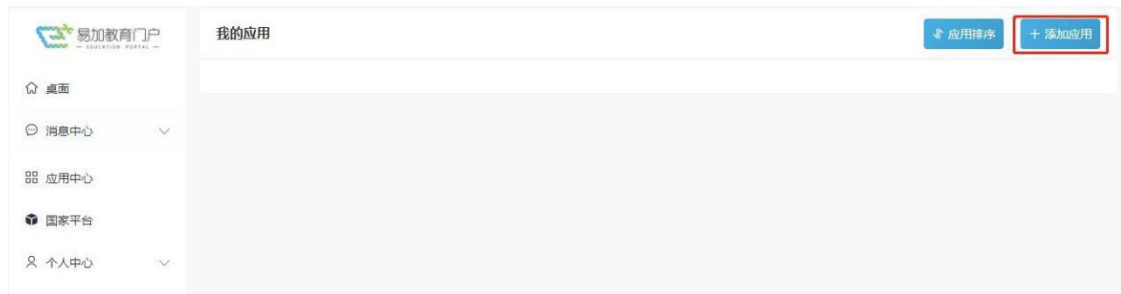 易加教育门户
— EDUCATION PORTAL —
我的应用
应用排序
+ 添加应用
桌面
消息中心
应用中心
国家平台
个人中心